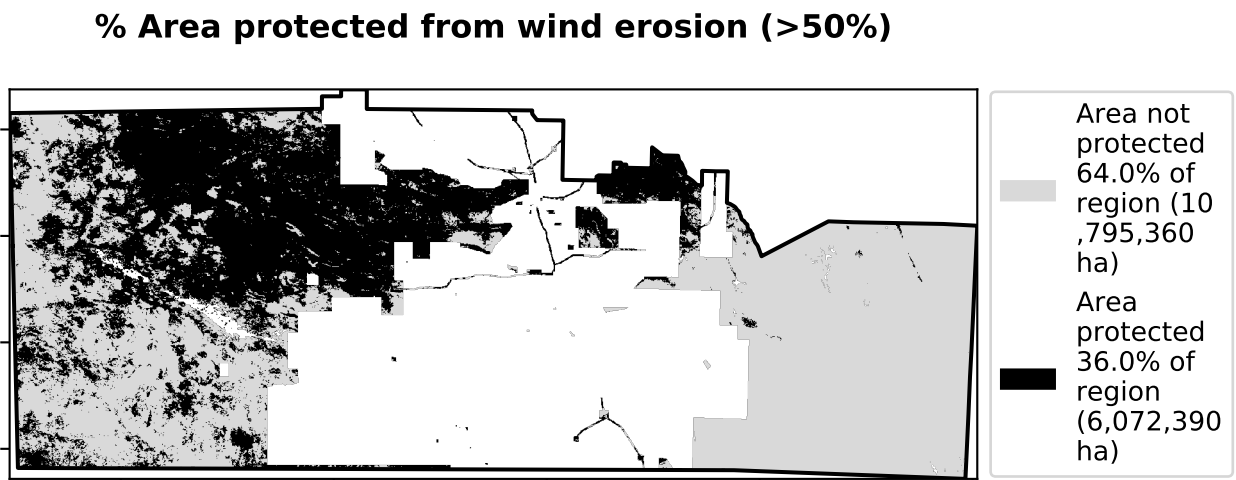 % Area protected from wind erosion (>50%)
Area not
protected
64.0% of
region (10
,795,360
ha)
Area
protected
36.0% of
region
(6,072,390
ha)